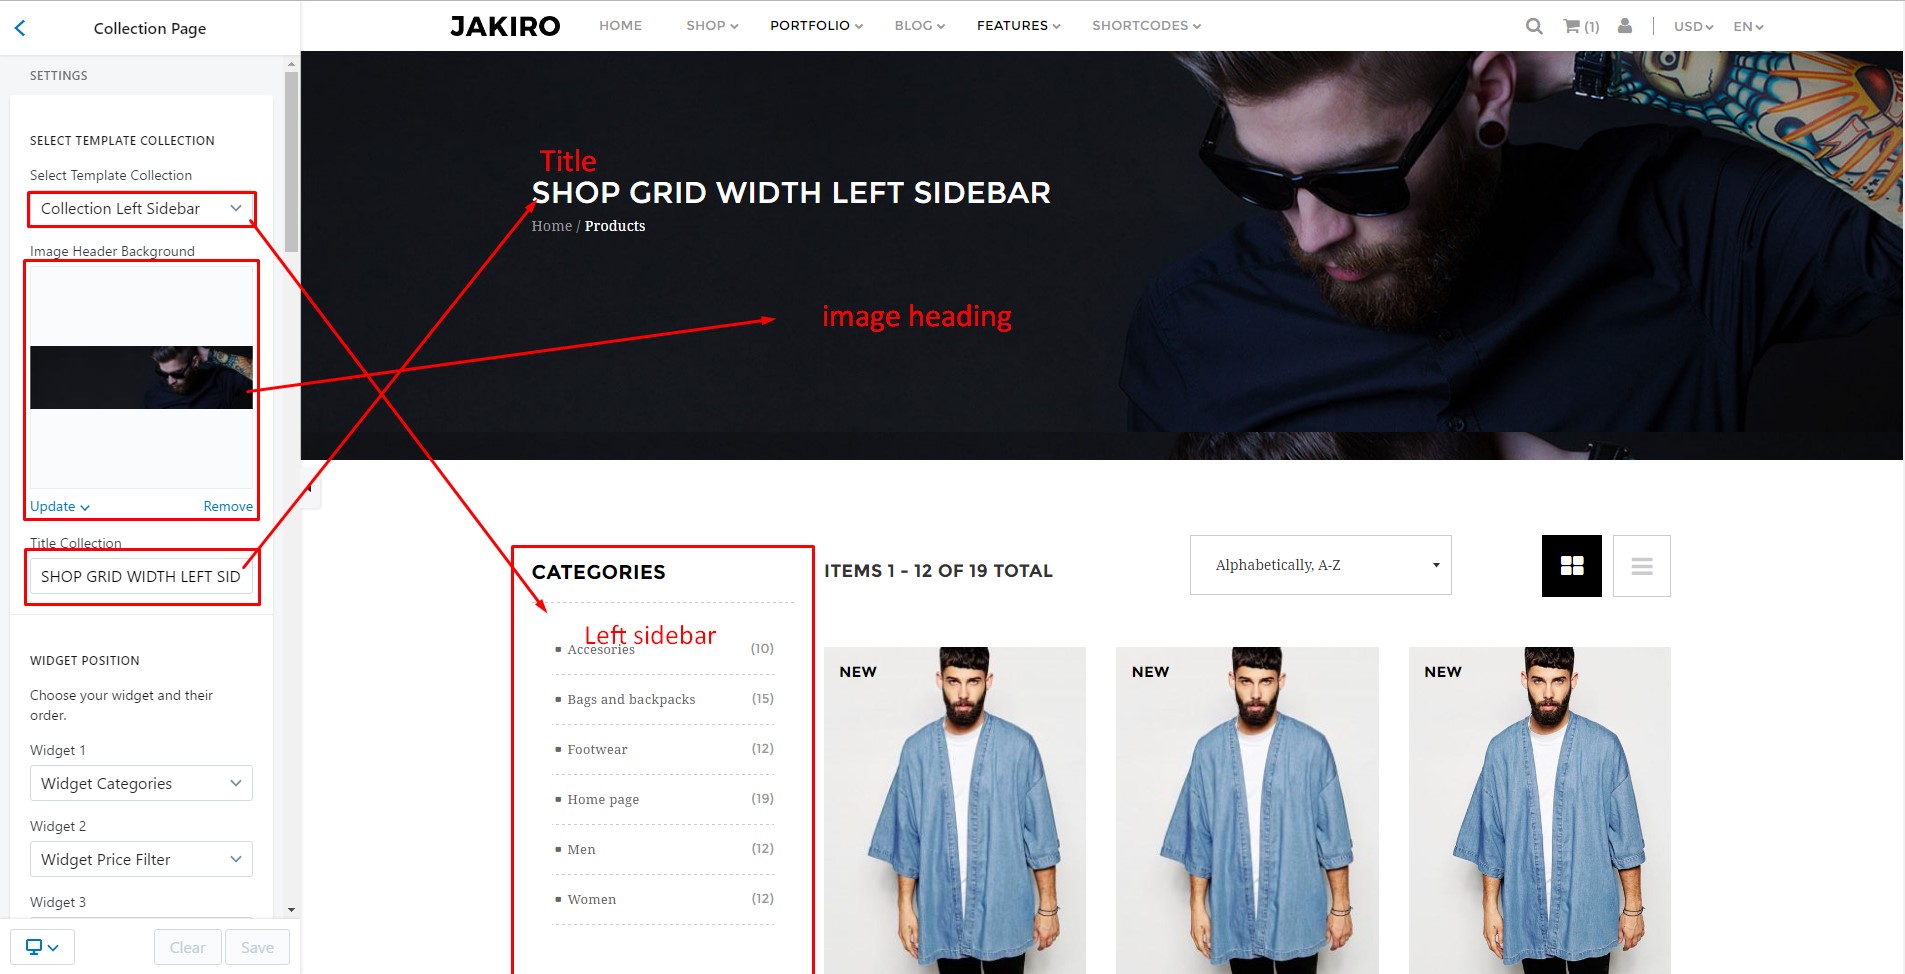 Collection Page
SETTINGS
SELECT TEMPLATE COLLECTION
Select Template Collection
Collection Left Sidebar
Image Header Background
Update
Remove
Title Collection
SHOP GRID WIDTH LEFT SID
WIDGET POSITION
Choose your widget and their
order.
Widget 1
Widget Categories
Widget 2
Widget Price Filter
Widget 3
Clear
Save
JAKIRO
HOME
SHOP
PORTFOLIO
BLOG
FEATURES
SHORTCODES
(1)
USD
EN
Title
SHOP GRID WIDTH LEFT SIDEBAR
Home / Products
image heading
CATEGORIES
Left sidebar
Accesories (10)
Bags and backpacks (15)
Footwear (12)
Home page (19)
Men (12)
Women (12)
ITEMS 1 - 12 OF 19 TOTAL
Alphabetically, A-Z
NEW
NEW
NEW